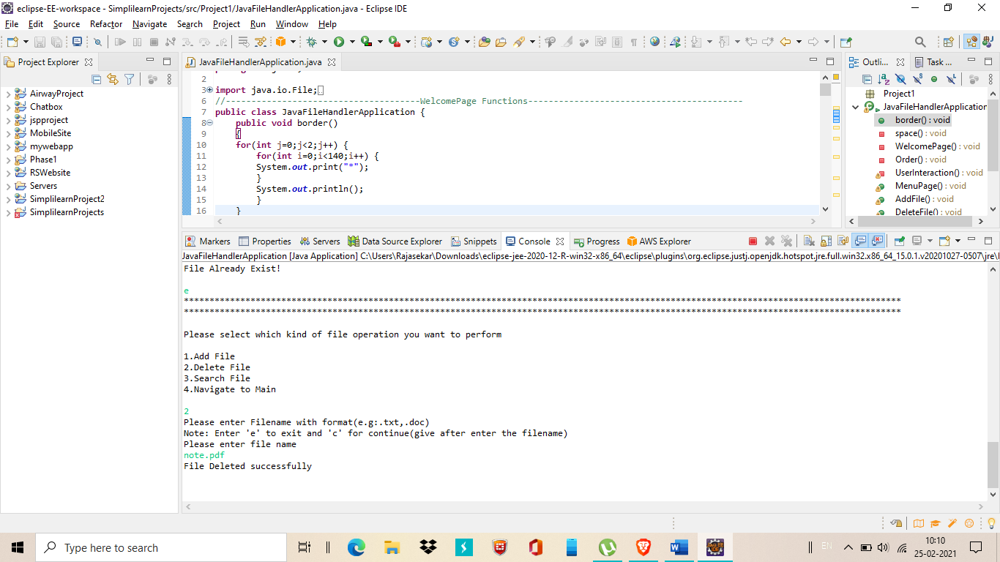 eclipse-EE-workspace - SimplilearnProjects/src/Project1/JavaFileHandlerApplication.java - Eclipse IDE
File Edit Source Refactor Navigate Search Project Run Window Help
Project Explorer
AirwayProject
Chatbox
jspproject
MobileSite
mywebapp
Phase1
RSWebsite
Servers
SimplilearnProject2
SimplilearnProjects
JavaFileHandlerApplication.java
2
3 import java.io.File;
6 //--------------------------------------WelcomePage Functions------------------------------------------
7 public class JavaFileHandlerApplication {
8 public void border()
9 {
10 for(int j=0;j<2;j++) {
11 for(int i=0;i<140;i++) {
12 System.out.print("*");
13 }
14 System.out.println();
15 }
16 }
Outli... Task ...
Project1
JavaFileHandlerApplication
border() : void
space() : void
WelcomePage() : void
Order() : void
UserInteraction() : void
MenuPage() : void
AddFile() : void
DeleteFile() : void
Markers Properties Servers Data Source Explorer Snippets Console Progress AWS Explorer
JavaFileHandlerApplication [Java Application] C:\Users\Rajasekar\Downloads\eclipse-jee-2020-12-R-win32-x86_64\eclipse\plugins\org.eclipse.justj.openjdk.hotspot.jre.full.win32.x86_64_15.0.1.v20201027-0507\jre\
File Already Exist!
e
********************************************************************************************************************************************
********************************************************************************************************************************************
Please select which kind of file operation you want to perform
1.Add File
2.Delete File
3.Search File
4.Navigate to Main
2
Please enter Filename with format(e.g:.txt,.doc)
Note: Enter 'e' to exit and 'c' for continue(give after enter the filename)
Please enter file name
note.pdf
File Deleted successfully
Type here to search
EN
10:10
25-02-2021